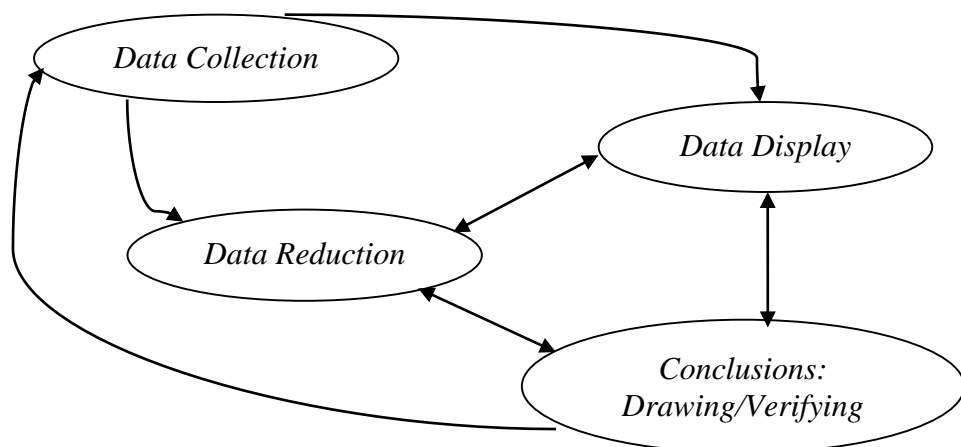 Data Collection
Data Display
Data Reduction
Conclusions:
Drawing/Verifying